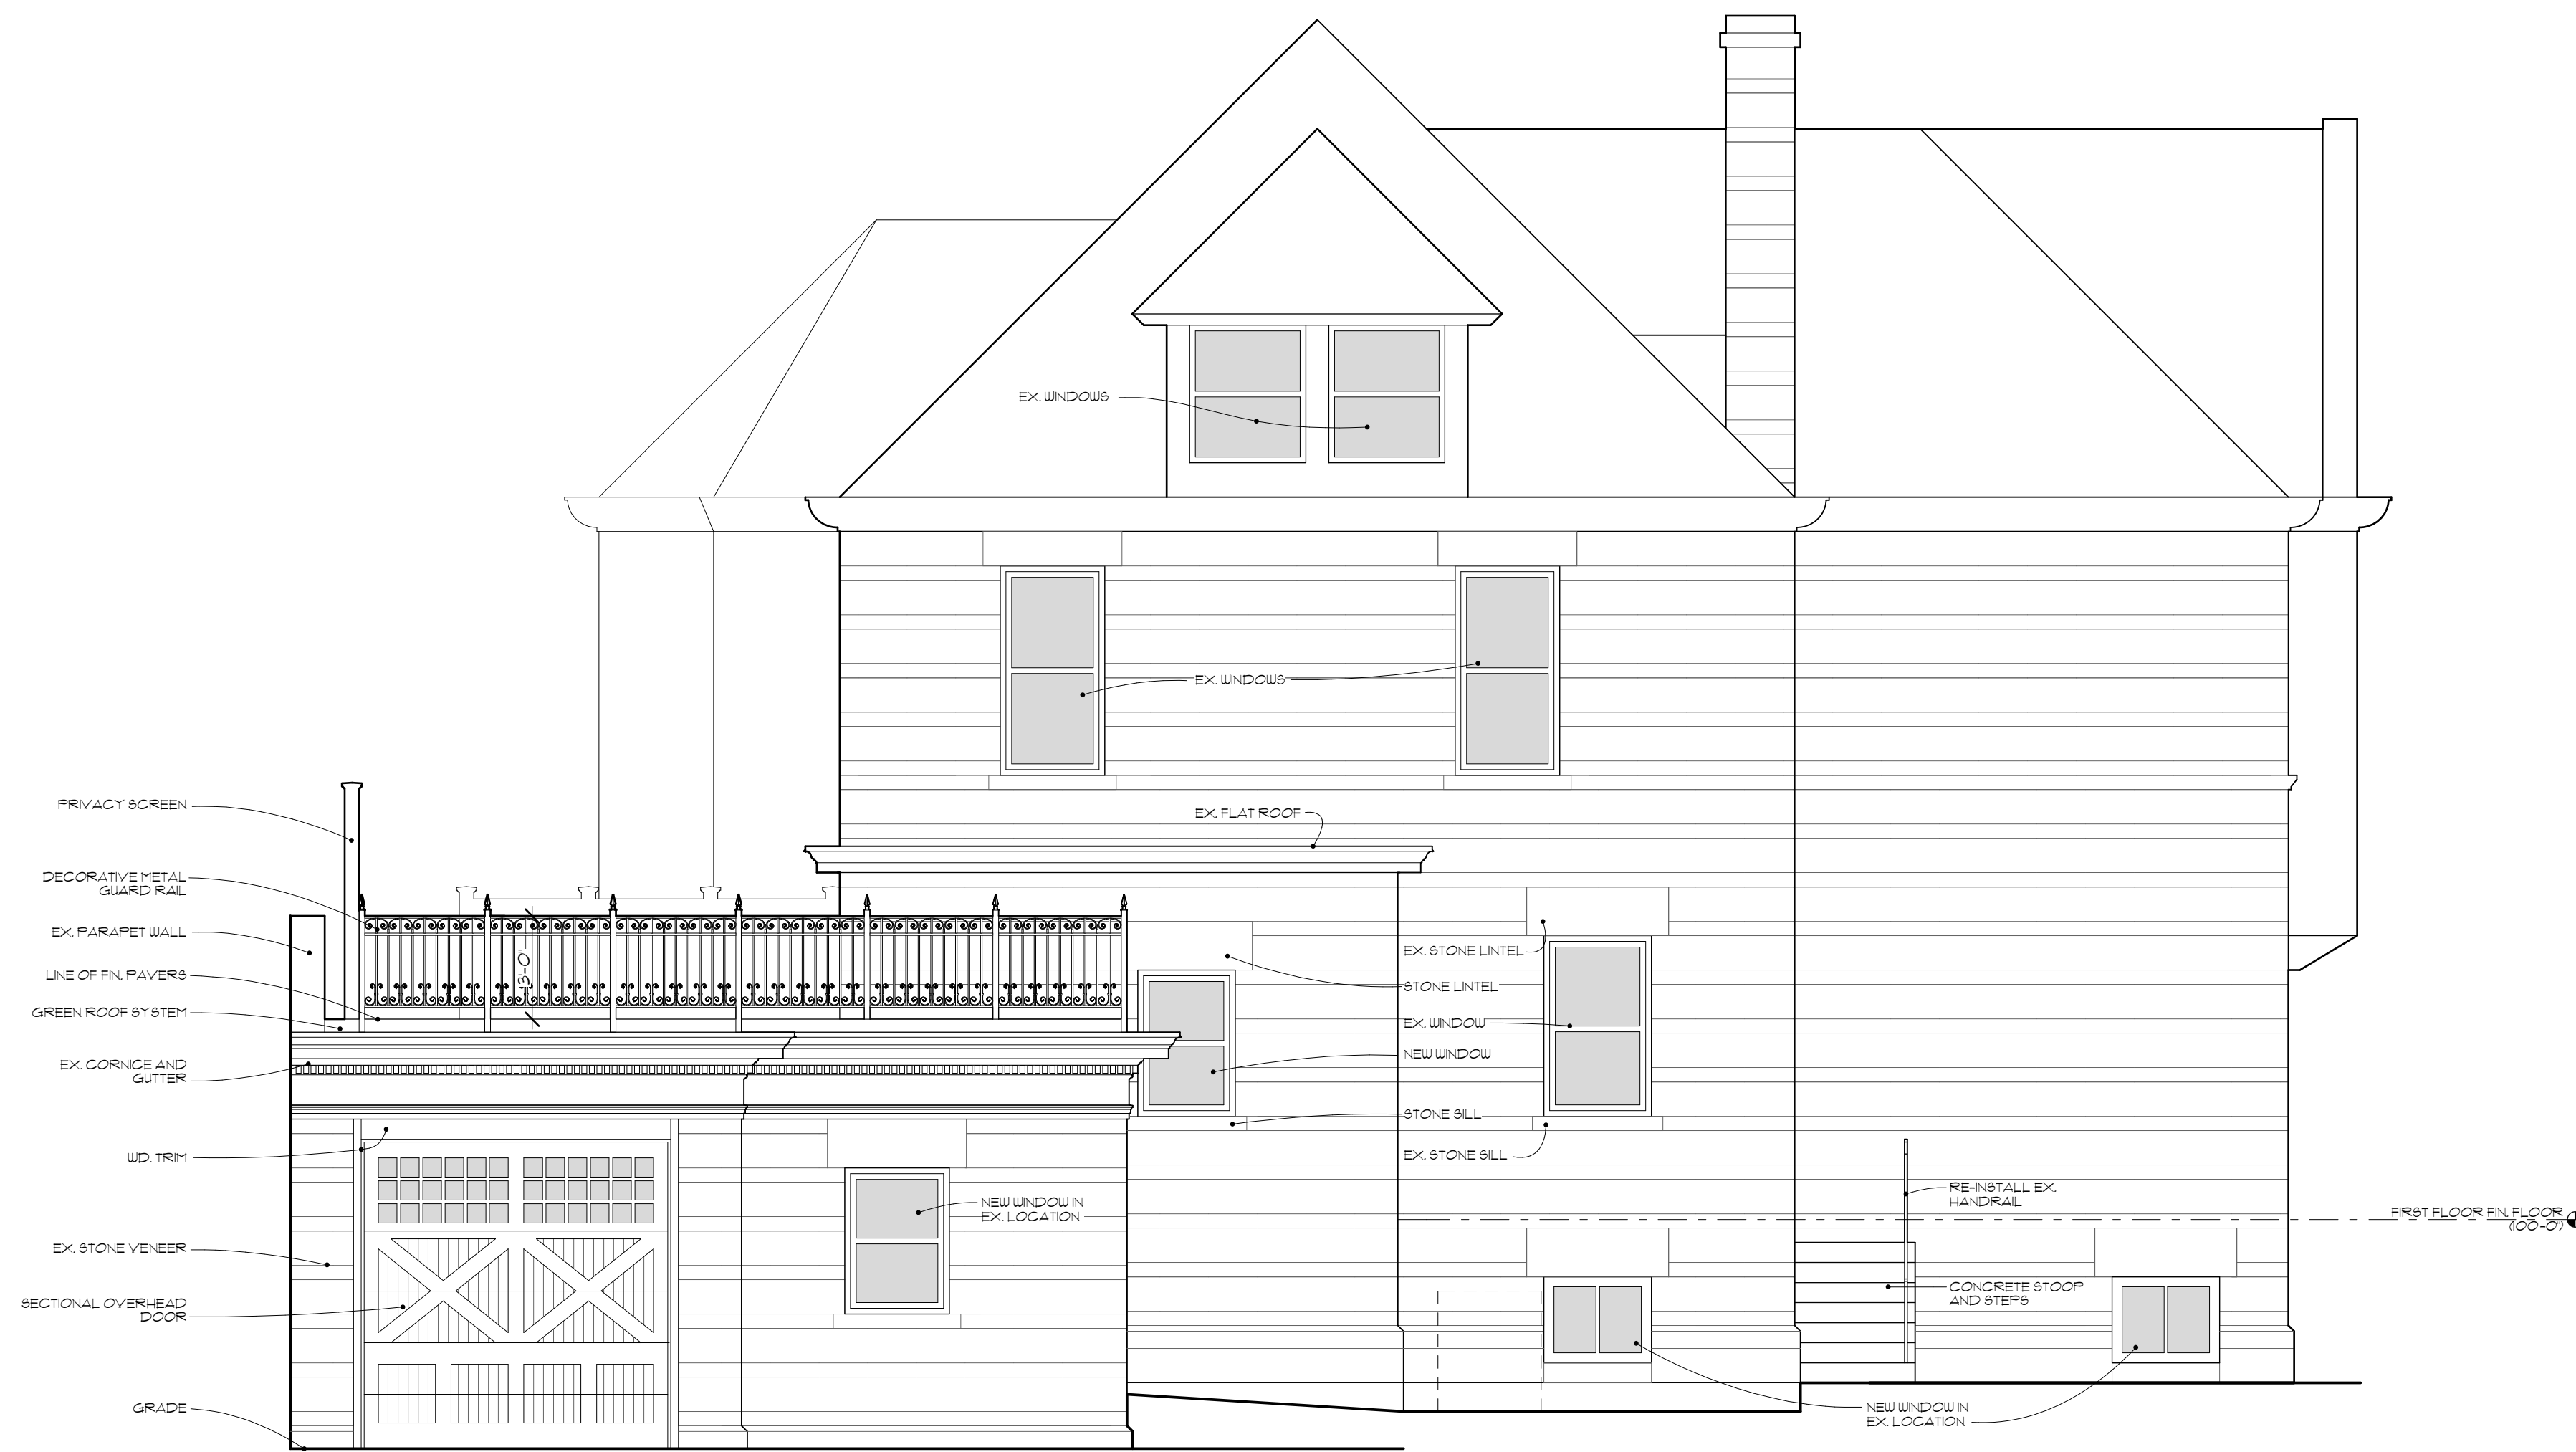 EX. WINDOWS
EX. WINDOWS
PRIVACY SCREEN
EX. FLAT ROOF
DECORATIVE METAL
GUARD RAIL
EX. PARAPET WALL
LINE OF FIN. PAVERS
GREEN ROOF SYSTEM
EX. CORNICE AND
GUTTER
WD. TRIM
EX. STONE VENEER
SECTIONAL OVERHEAD
DOOR
GRADE
3'-0"
EX. STONE LINTEL
STONE LINTEL
EX. WINDOW
NEW WINDOW
STONE SILL
EX. STONE SILL
NEW WINDOW IN
EX. LOCATION
RE-INSTALL EX.
HANDRAIL
FIRST FLOOR FIN. FLOOR
(100'-0")
CONCRETE STOOP
AND STEPS
NEW WINDOW IN
EX. LOCATION